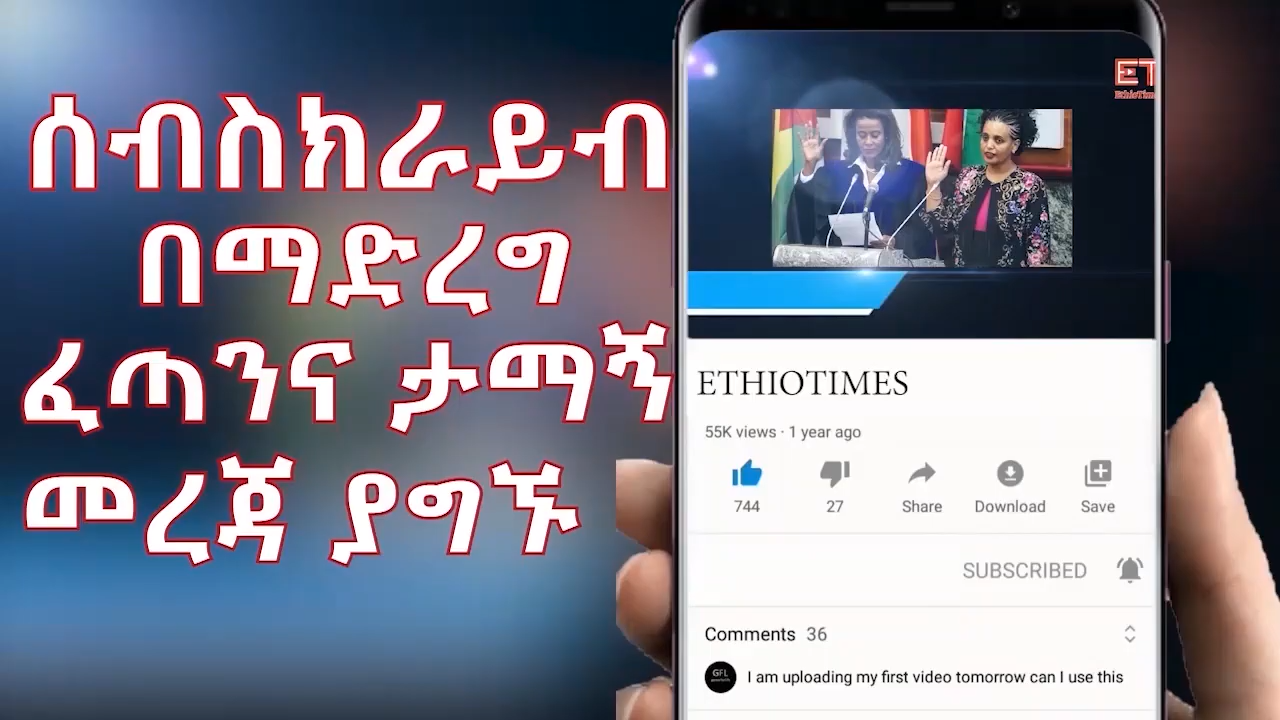 ሰብስክራይብ
በማድረግ
ፈጣንና ታማኝ
መረጃ ያግኙ
ET
ETHIOTIMES
55K views · 1 year ago
744
27
Share
Download
Save
SUBSCRIBED
Comments 36
GFL
I am uploading my first video tomorrow can I use this